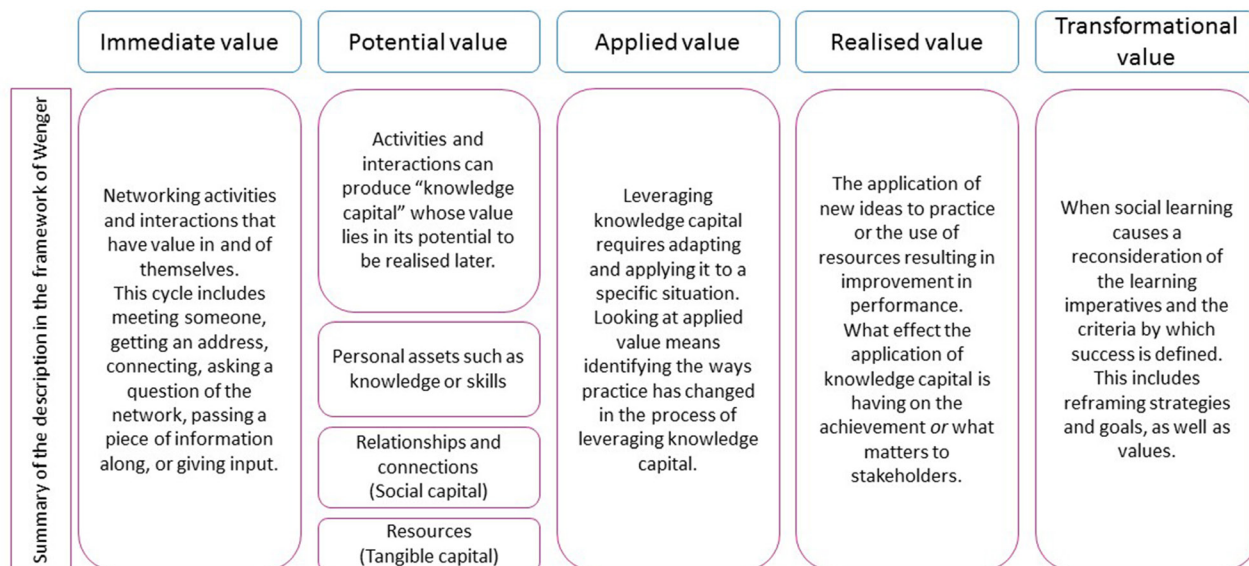 Immediate value
Potential value
Applied value
Realised value
Transformational
value
Summary of the description in the framework of Wenger
Networking activities
and interactions that
have value in and of
themselves.
This cycle includes
meeting someone,
getting an address,
connecting, asking a
question of the
network, passing a
piece of information
along, or giving input.
Activities and
interactions can
produce “knowledge
capital” whose value
lies in its potential to
be realised later.
Personal assets such as
knowledge or skills
Relationships and
connections
(Social capital)
Resources
(Tangible capital)
Leveraging
knowledge capital
requires adapting
and applying it to a
specific situation.
Looking at applied
value means
identifying the ways
practice has changed
in the process of
leveraging knowledge
capital.
The application of
new ideas to practice
or the use of
resources resulting in
improvement in
performance.
What effect the
application of
knowledge capital is
having on the
achievement or what
matters to
stakeholders.
When social learning
causes a
reconsideration of
the learning
imperatives and the
criteria by which
success is defined.
This includes
reframing strategies
and goals, as well as
values.